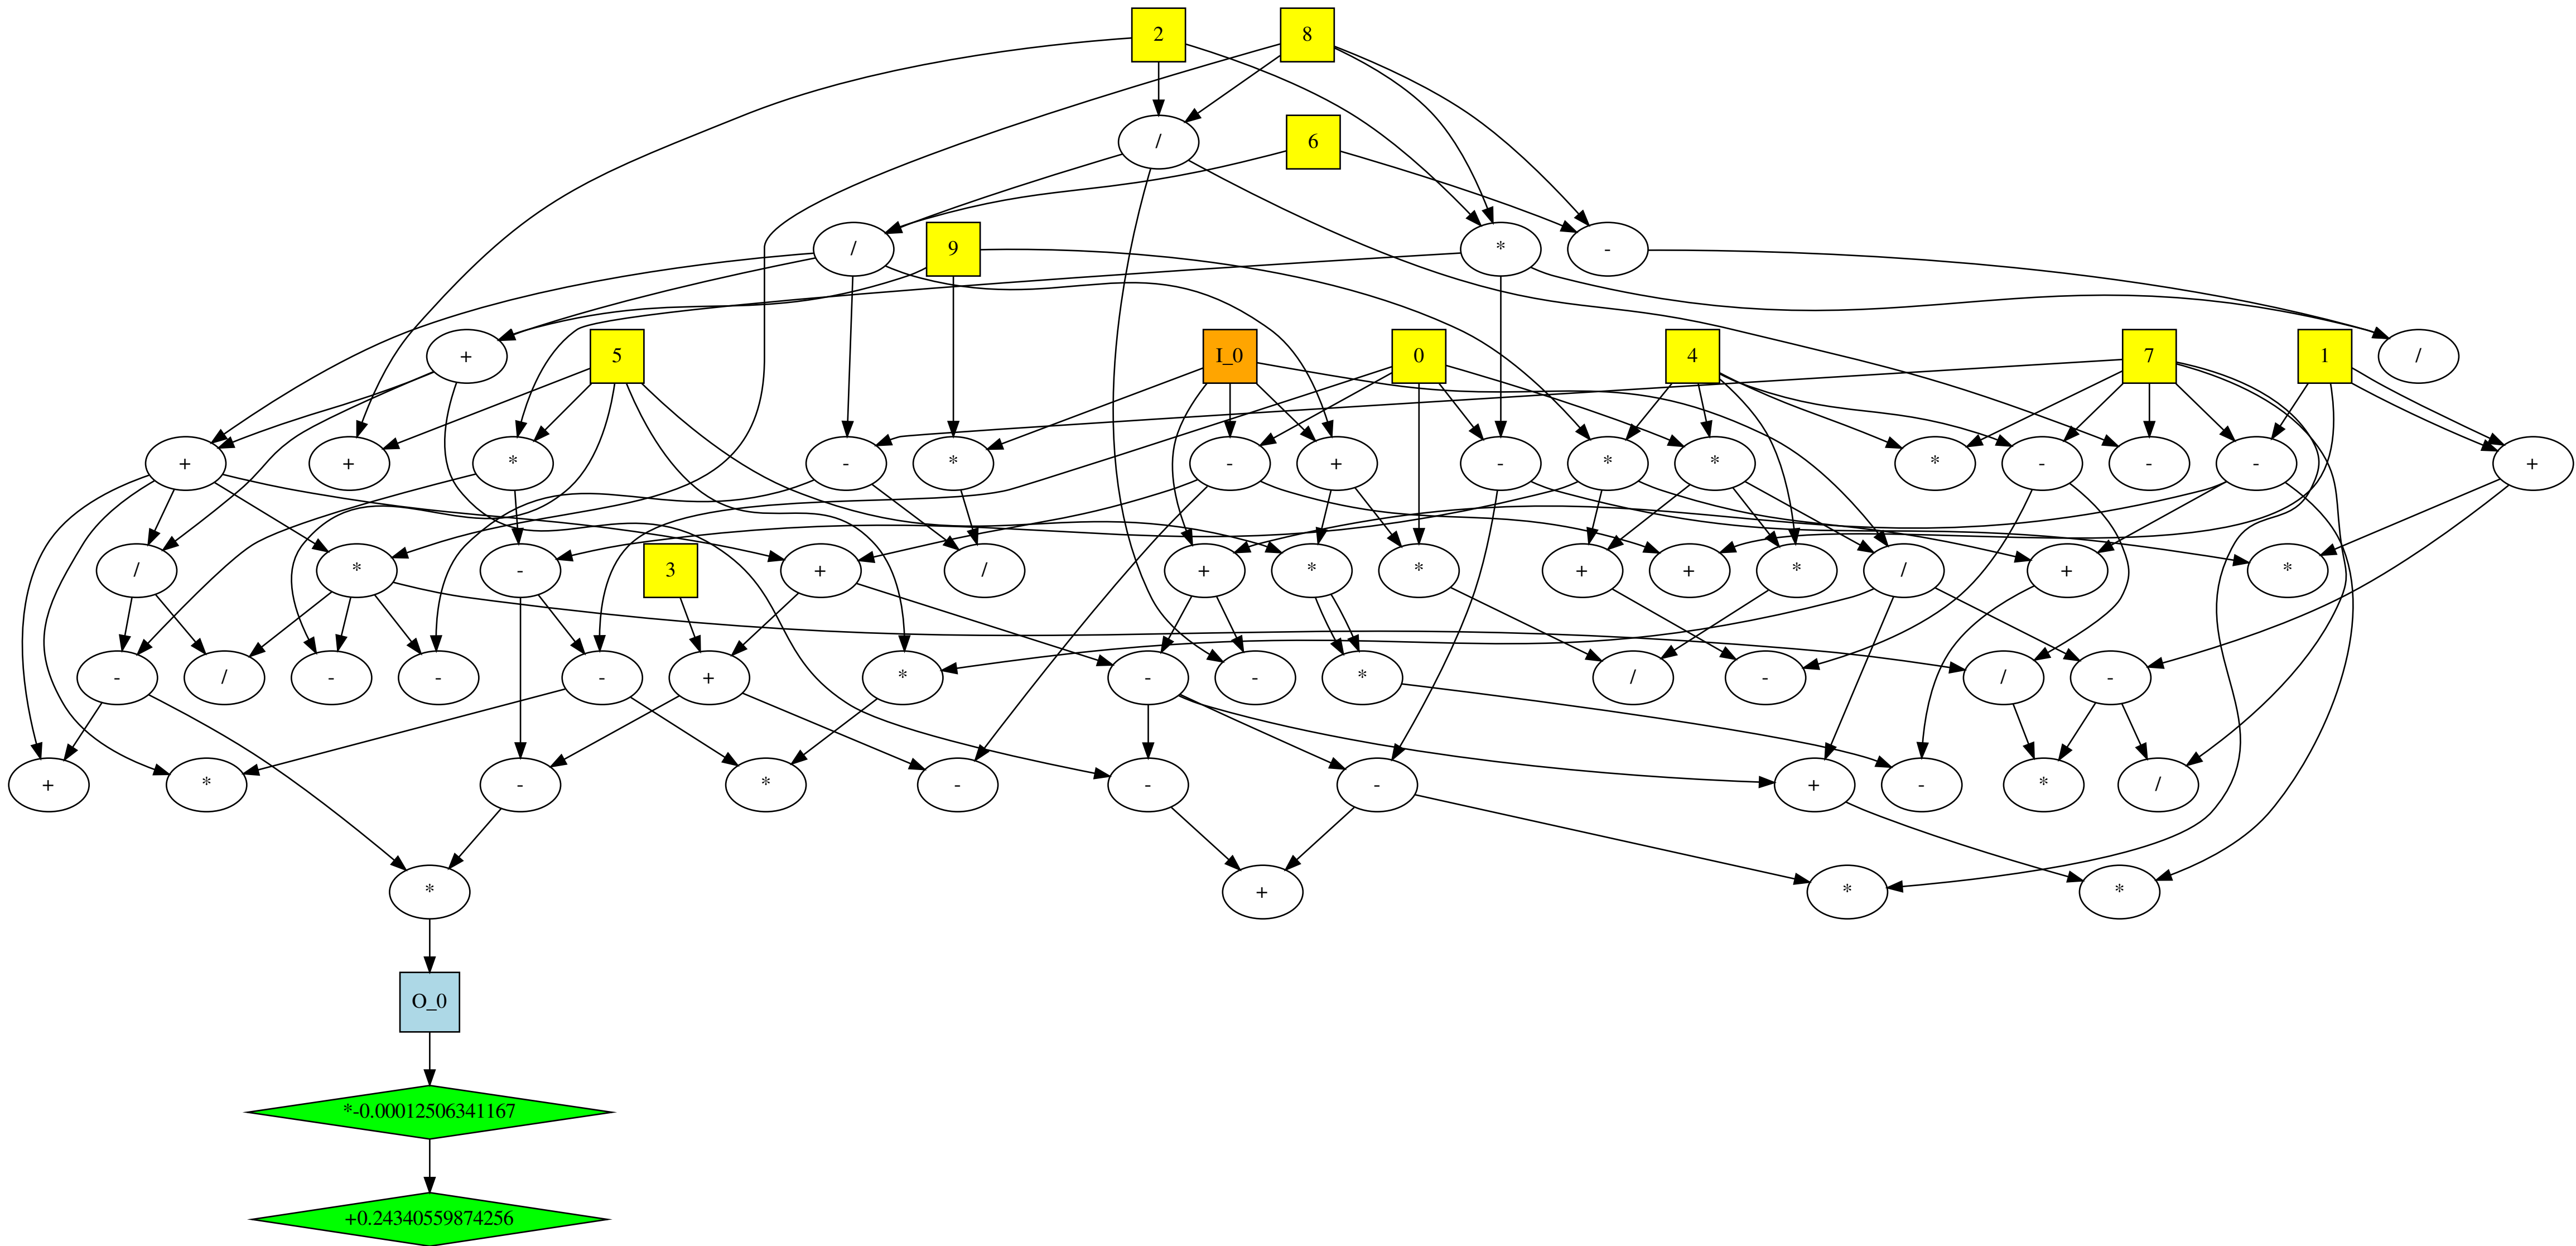 2 8
/ 6
/ 9 * -
+ 5 I_0 0 4 7 1 /
+ + * - * - + - * * * - - - +
/ * - 3 + / + * * + + * / + *
- / - - - + * - - * / - / -
+ * - * - - - + - * /
* + * *
O_0
*-0.00012506341167
+0.24340559874256